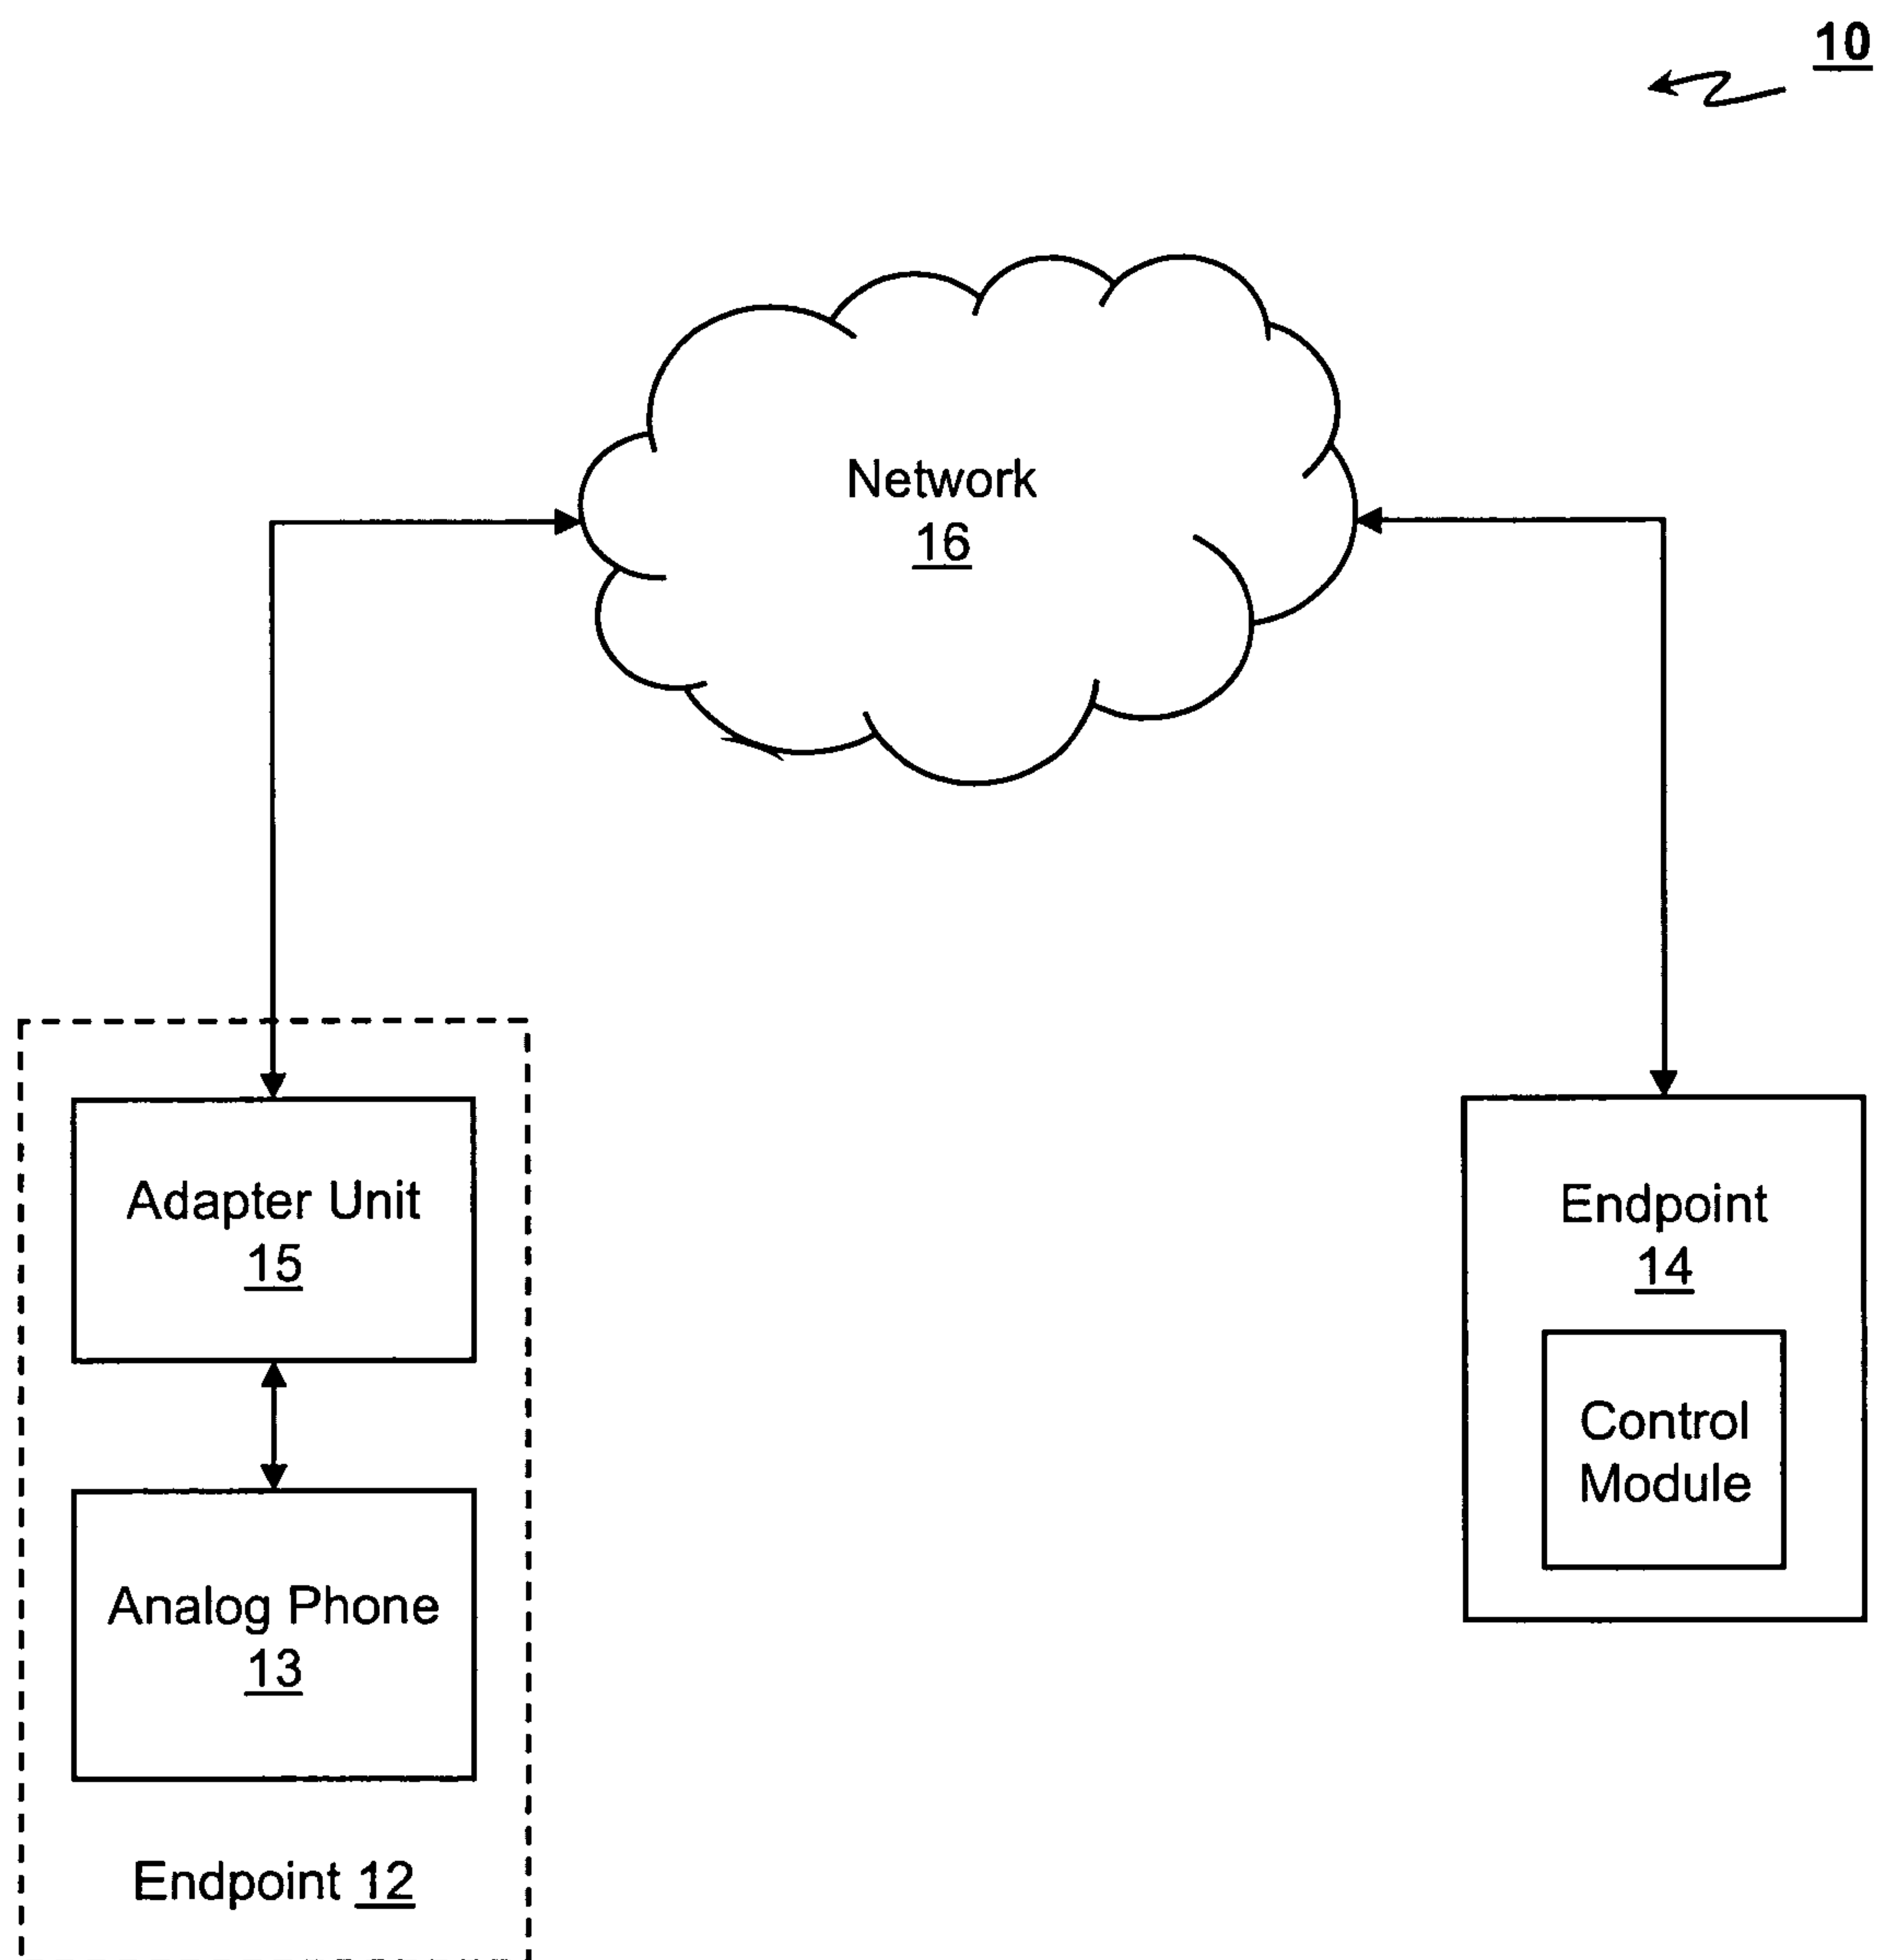 10
Network
16
Adapter Unit
15
Analog Phone
13
Endpoint 12
Endpoint
14
Control
Module